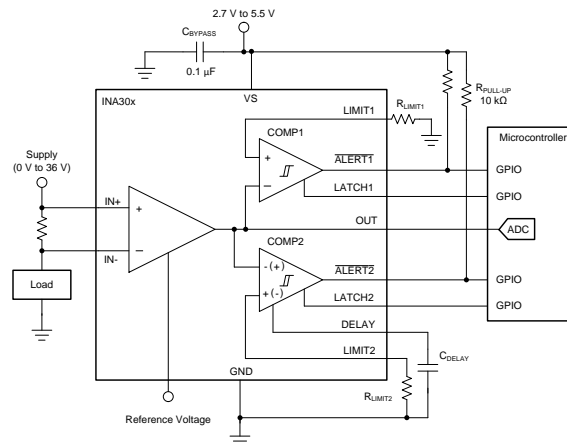 2.7 V to 5.5 V
CBYPASS
0.1 µF
VS
RPULL-UP
10 kΩ
INA30x
LIMIT1
RLIMIT1
COMP1
Microcontroller
Supply
(0 V to 36 V)
+
ALERT1
GPIO
IN+
+
−
LATCH1
GPIO
OUT
ADC
IN-
−
COMP2
-(+)
ALERT2
GPIO
Load
+(-)
LATCH2
GPIO
DELAY
LIMIT2
CDELAY
GND
RLIMIT2
Reference Voltage